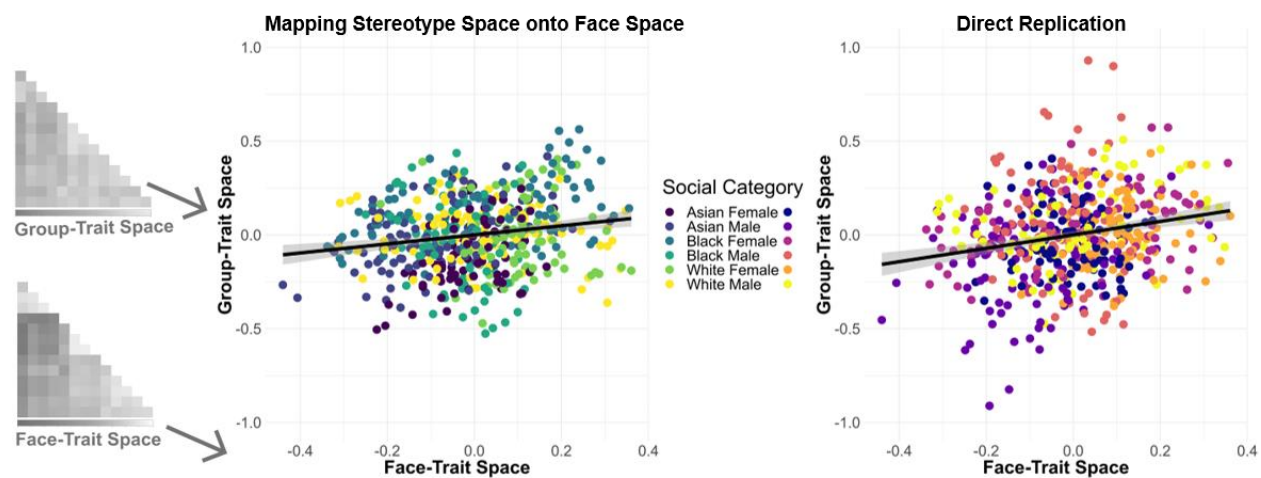 Mapping Stereotype Space onto Face Space
Direct Replication
Group-Trait Space
Face-Trait Space
Group-Trait Space
1.0
0.5
0.0
-0.5
-1.0
-0.4
-0.2
0.0
0.2
0.4
Face-Trait Space
Social Category
Asian Female
Asian Male
Black Female
Black Male
White Female
White Male
Group-Trait Space
1.0
0.5
0.0
-0.5
-1.0
-0.4
-0.2
0.0
0.2
0.4
Face-Trait Space